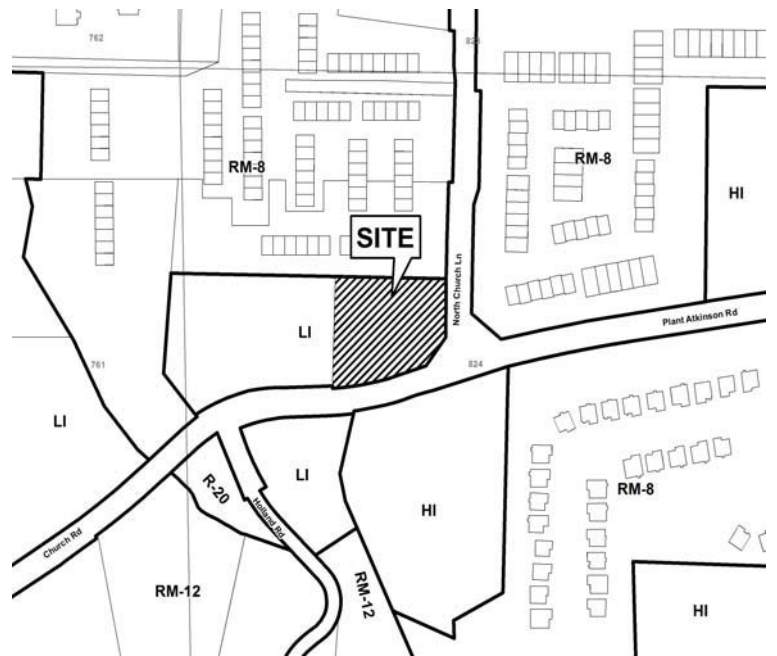 762
823
RM-8
RM-8
HI
SITE
North Church Ln
LI
Plant Atkinson Rd
761
824
LI
LI
R-20
Holland Rd
HI
RM-8
Church Rd
RM-12
RM-12
HI